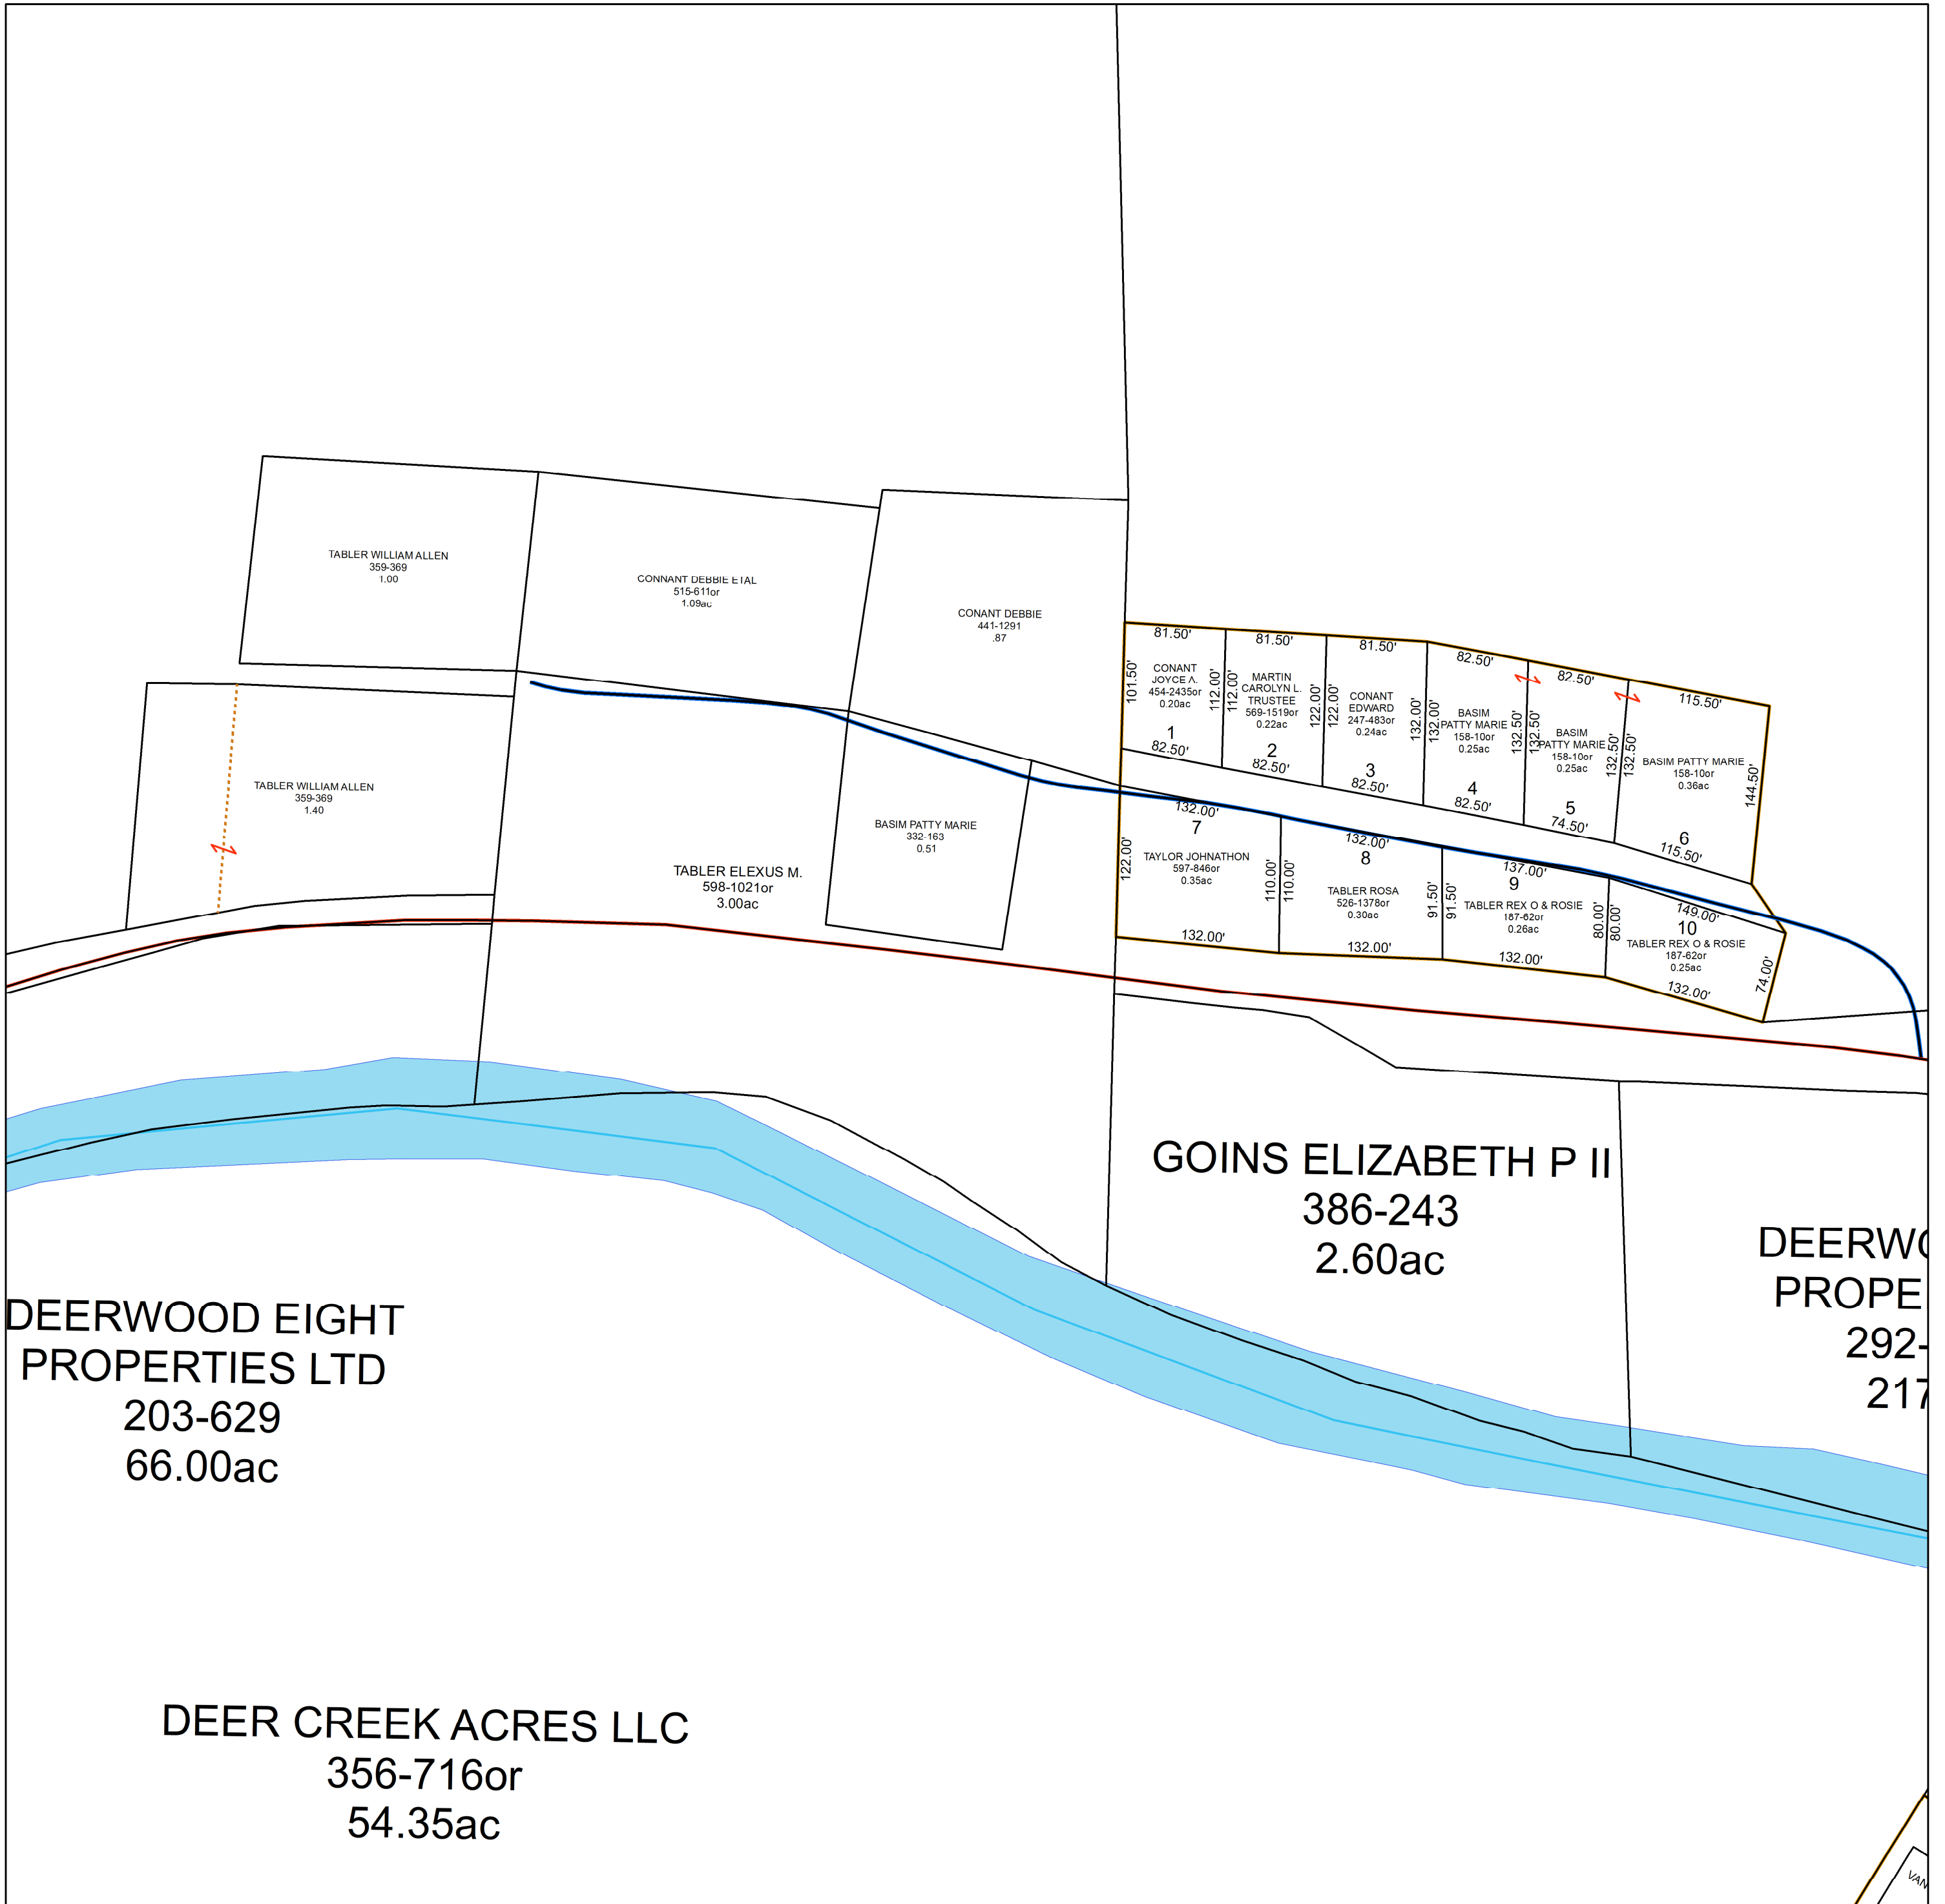 TABLER WILLIAM ALLEN
359-369
1.00
CONNANT DEBBIE ETAL
515-611or
1.09ac
CONANT DEBBIE
441-1291
.87
TABLER WILLIAM ALLEN
359-369
1.40
TABLER ELEXUS M.
598-1021or
3.00ac
BASIM PATTY MARIE
332-163
0.51
81.50'
101.50'
CONANT
JOYCE A.
454-2435or
0.20ac
112.00'
1
82.50'
81.50'
112.00'
MARTIN
CAROLYN L.
TRUSTEE
569-1519or
0.22ac
122.00'
2
82.50'
81.50'
122.00'
CONANT
EDWARD
247-483or
0.24ac
132.00'
3
82.50'
82.50'
132.00'
BASIM
PATTY MARIE
158-10or
0.25ac
132.50'
4
82.50'
82.50'
132.50'
BASIM
PATTY MARIE
158-10or
0.25ac
132.50'
5
74.50'
115.50'
132.50'
BASIM PATTY MARIE
158-10or
0.36ac
144.50'
6
115.50'
132.00'
7
122.00'
TAYLOR JOHNATHON
597-846or
0.35ac
110.00'
132.00'
132.00'
8
110.00'
TABLER ROSA
526-1378or
0.30ac
91.50'
132.00'
137.00'
9
91.50'
TABLER REX O & ROSIE
187-62or
0.26ac
80.00'
132.00'
149.00'
10
80.00'
TABLER REX O & ROSIE
187-62or
0.25ac
74.00'
132.00'
GOINS ELIZABETH P II
386-243
2.60ac
DEERWO
PROPE
292-
217
DEERWOOD EIGHT
PROPERTIES LTD
203-629
66.00ac
DEER CREEK ACRES LLC
356-716or
54.35ac
VAN